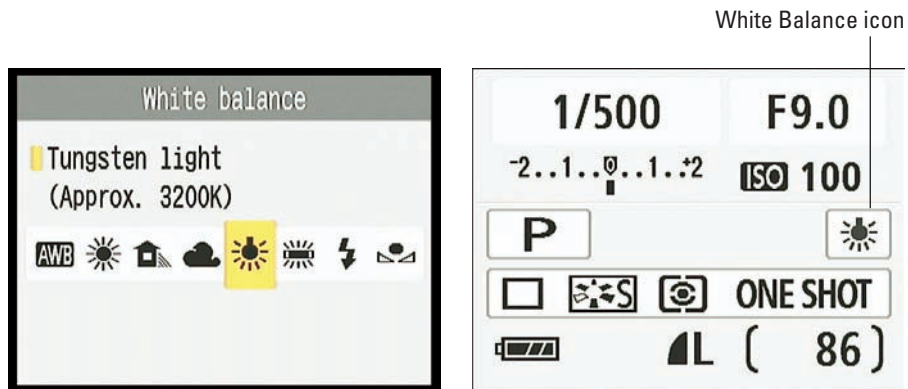 White Balance icon
White balance
Tungsten light
(Approx. 3200K)
AWB
1/500 F9.0
-2..1..0..1..+2 ISO 100
P
S ONE SHOT
L ( 86 )